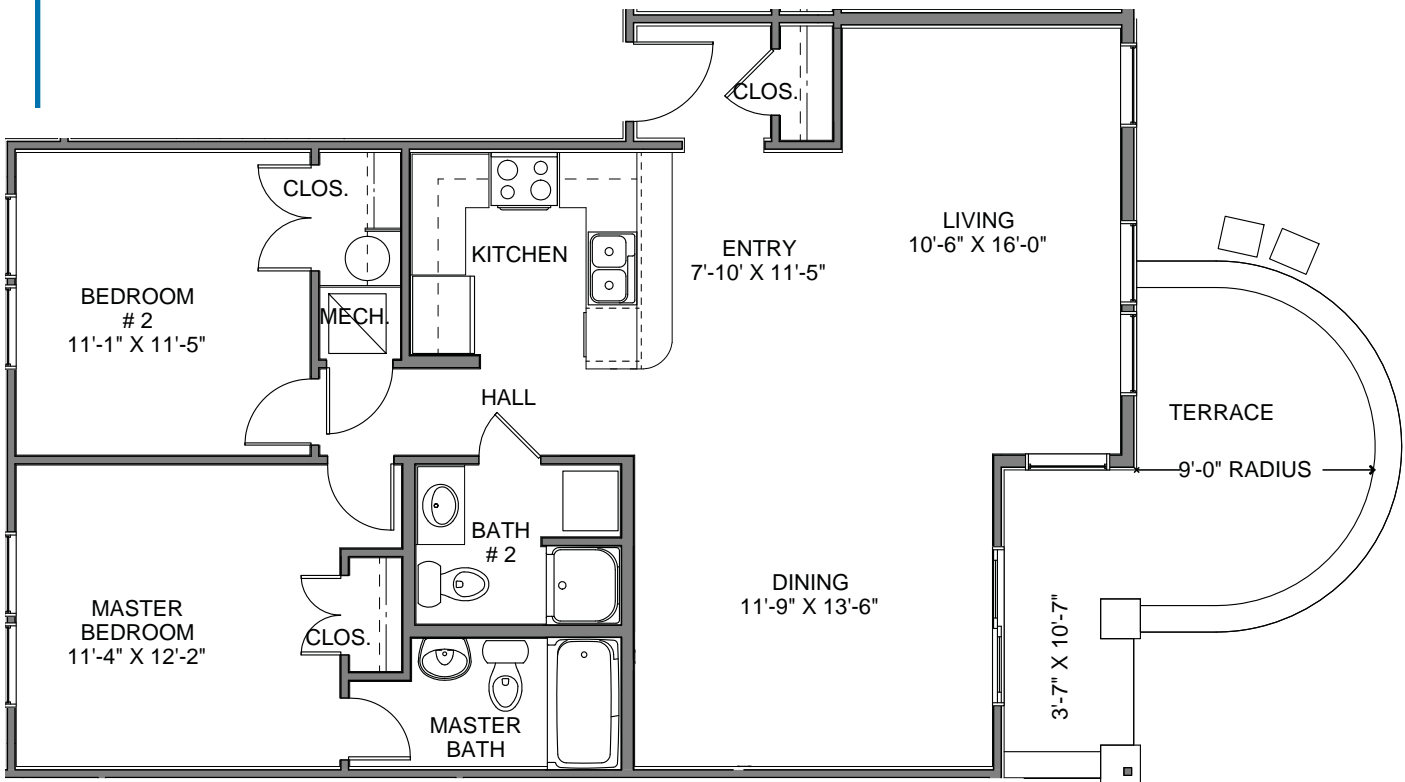 CLOS.
CLOS.
LIVING
10'-6" X 16'-0"
KITCHEN
ENTRY
7'-10' X 11'-5"
BEDROOM
# 2
11'-1" X 11'-5"
MECH.
HALL
TERRACE
9'-0" RADIUS
BATH
# 2
DINING
11'-9" X 13'-6"
MASTER
BEDROOM
11'-4" X 12'-2"
CLOS.
3'-7" X 10'-7"
MASTER
BATH